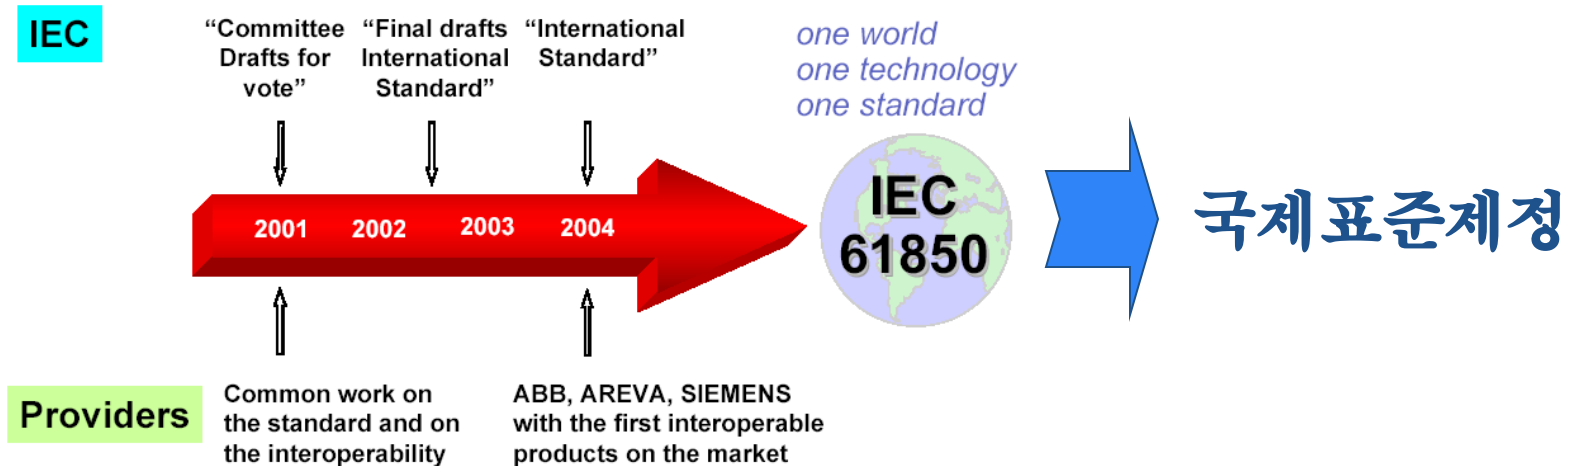 IEC
“Committee
Drafts for
vote”
“Final drafts
International
Standard”
“International
Standard”
one world
one technology
one standard
2001
2002
2003
2004
IEC
61850
국제표준제정
Providers
Common work on
the standard and on
the interoperability
ABB, AREVA, SIEMENS
with the first interoperable
products on the market